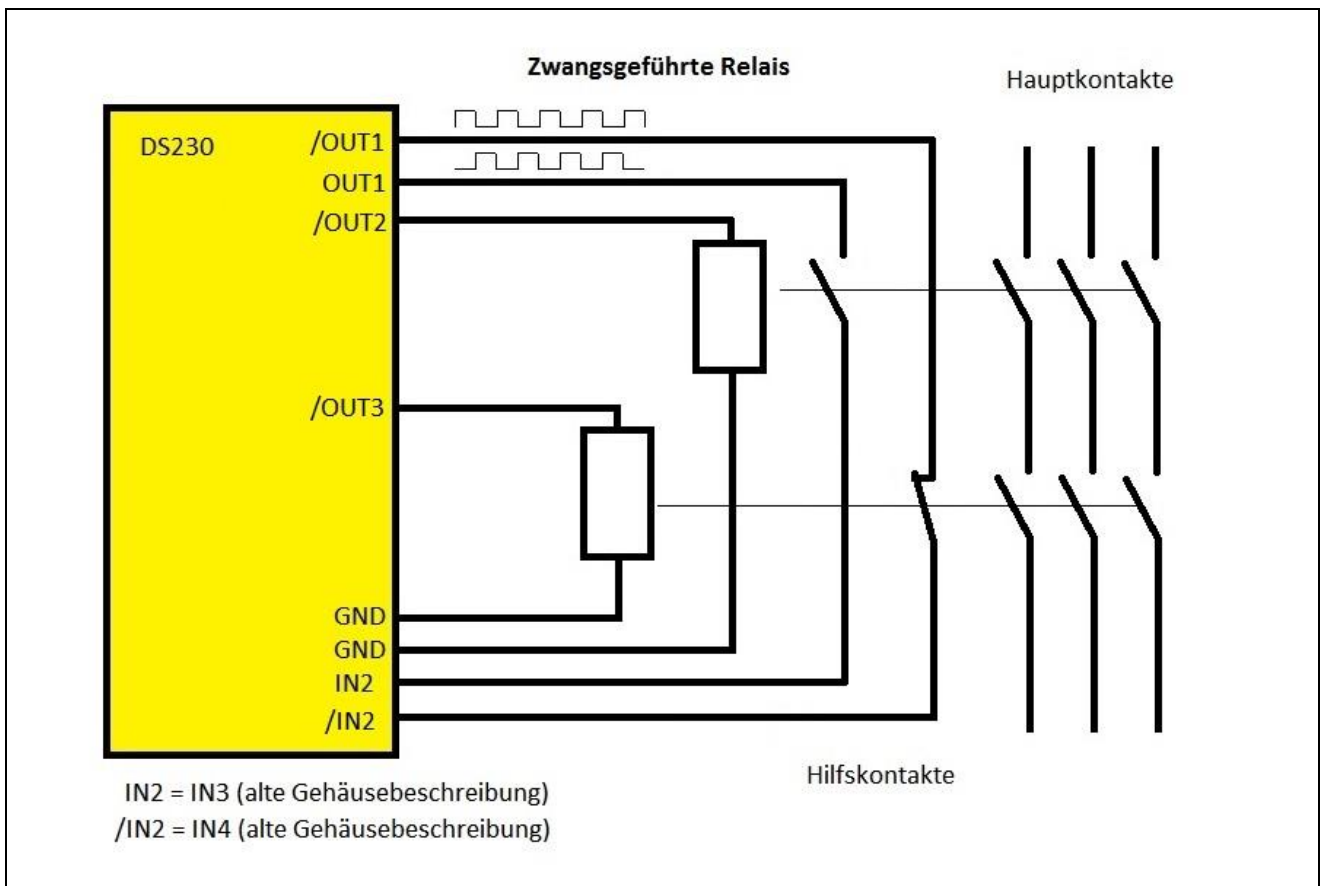 Zwangsgeführte Relais
Hauptkontakte
DS230
/OUT1
OUT1
/OUT2
/OUT3
GND
GND
IN2
/IN2
Hilfskontakte
IN2 = IN3 (alte Gehäusebeschreibung)
/IN2 = IN4 (alte Gehäusebeschreibung)